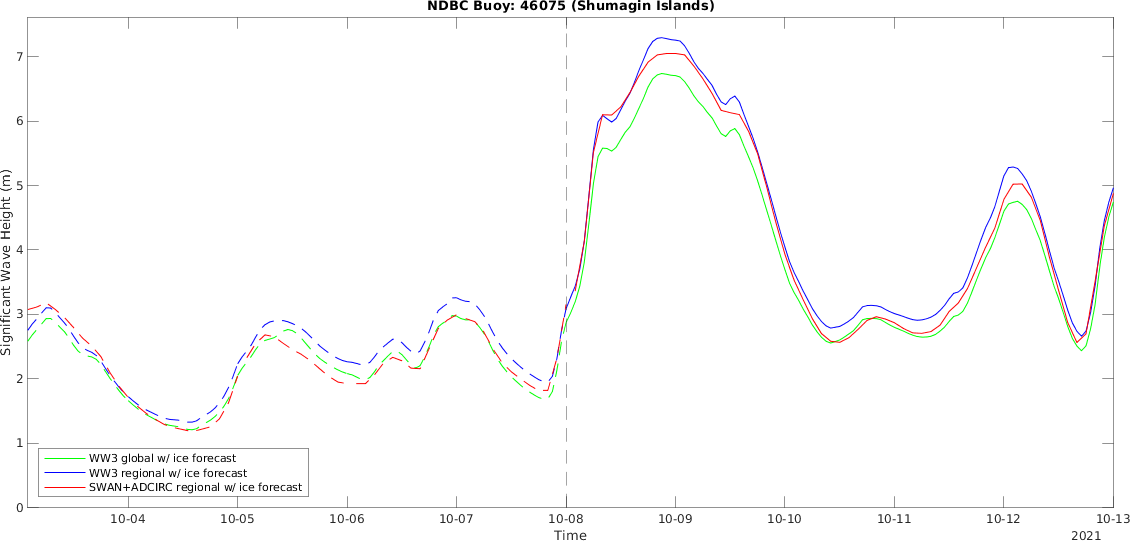 NDBC Buoy: 46075 (Shumagin Islands)
Significant Wave Height (m)
7
6
5
4
3
2
1
0
WW3 global w/ ice forecast
WW3 regional w/ ice forecast
SWAN+ADCIRC regional w/ ice forecast
10-04 10-05 10-06 10-07 10-08 10-09 10-10 10-11 10-12 10-13
Time
2021